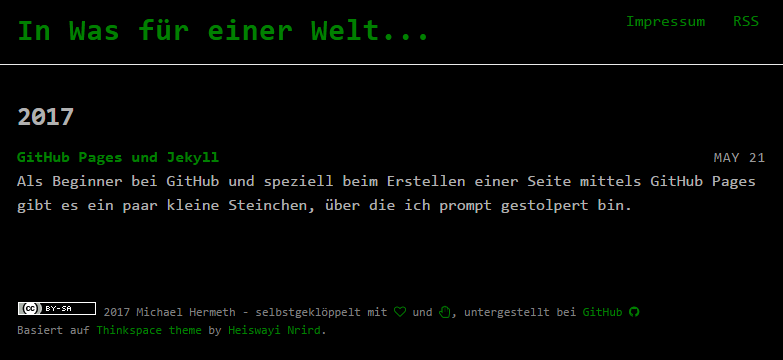 In Was für einer Welt...
Impressum RSS
2017
GitHub Pages und Jekyll MAY 21
Als Beginner bei GitHub und speziell beim Erstellen einer Seite mittels GitHub Pages
gibt es ein paar kleine Steinchen, über die ich prompt gestolpert bin.
cc BY-SA 2017 Michael Hermeth - selbstgeklöppelt mit und , untergestellt bei GitHub
Basiert auf Thinkspace theme by Heiswayi Nrird.